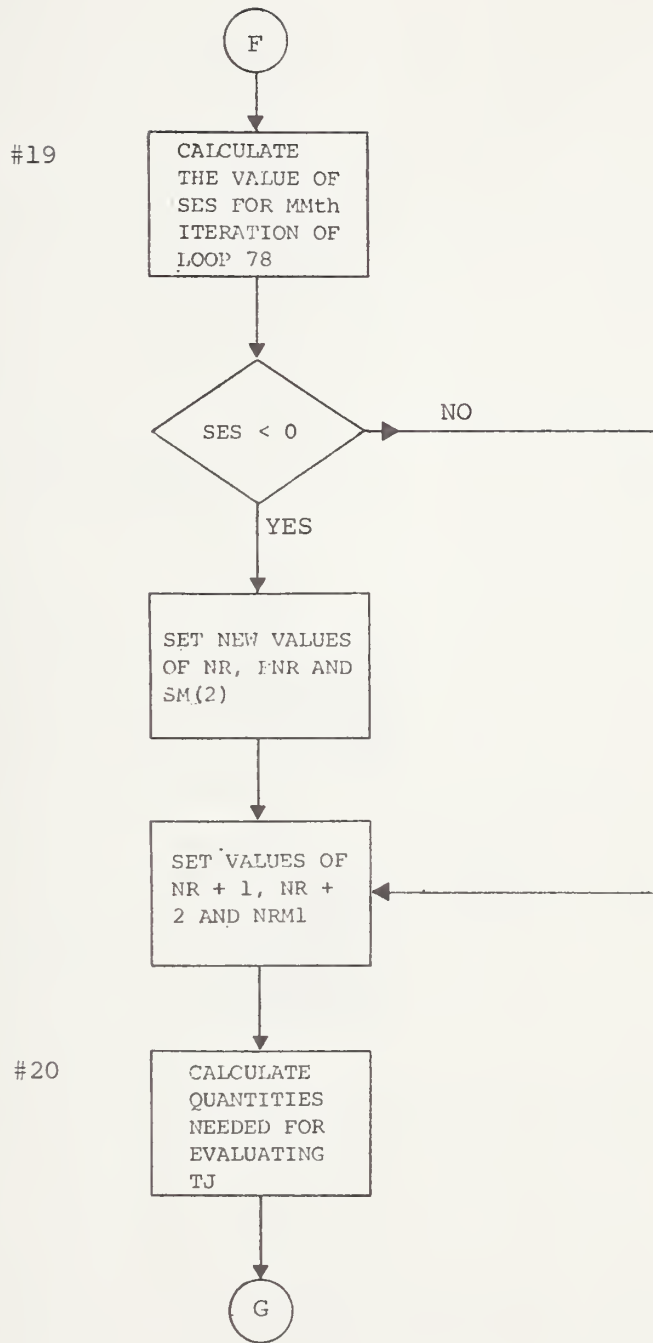 F
#19
CALCULATE
THE VALUE OF
SES FOR MMth
ITERATION OF
LOOP 78
SES < 0
NO
YES
SET NEW VALUES
OF NR, FNR AND
SM(2)
SET VALUES OF
NR + 1, NR +
2 AND NRM1
#20
CALCULATE
QUANTITIES
NEEDED FOR
EVALUATING
TJ
G